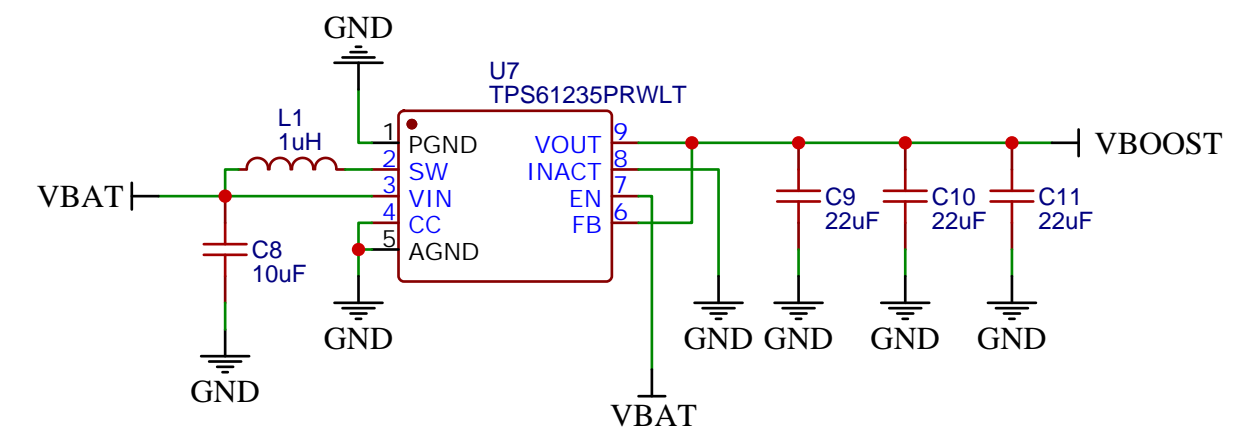 GND
U7
TPS61235PRWLT
L1
1uH
1 PGND
2 SW
3 VIN
4 CC
5 AGND
VOUT 9
INACT 8
EN 7
FB 6
VBOOST
VBAT
C8
10uF
C9
22uF
C10
22uF
C11
22uF
GND
GND
GND
GND
GND
GND
VBAT